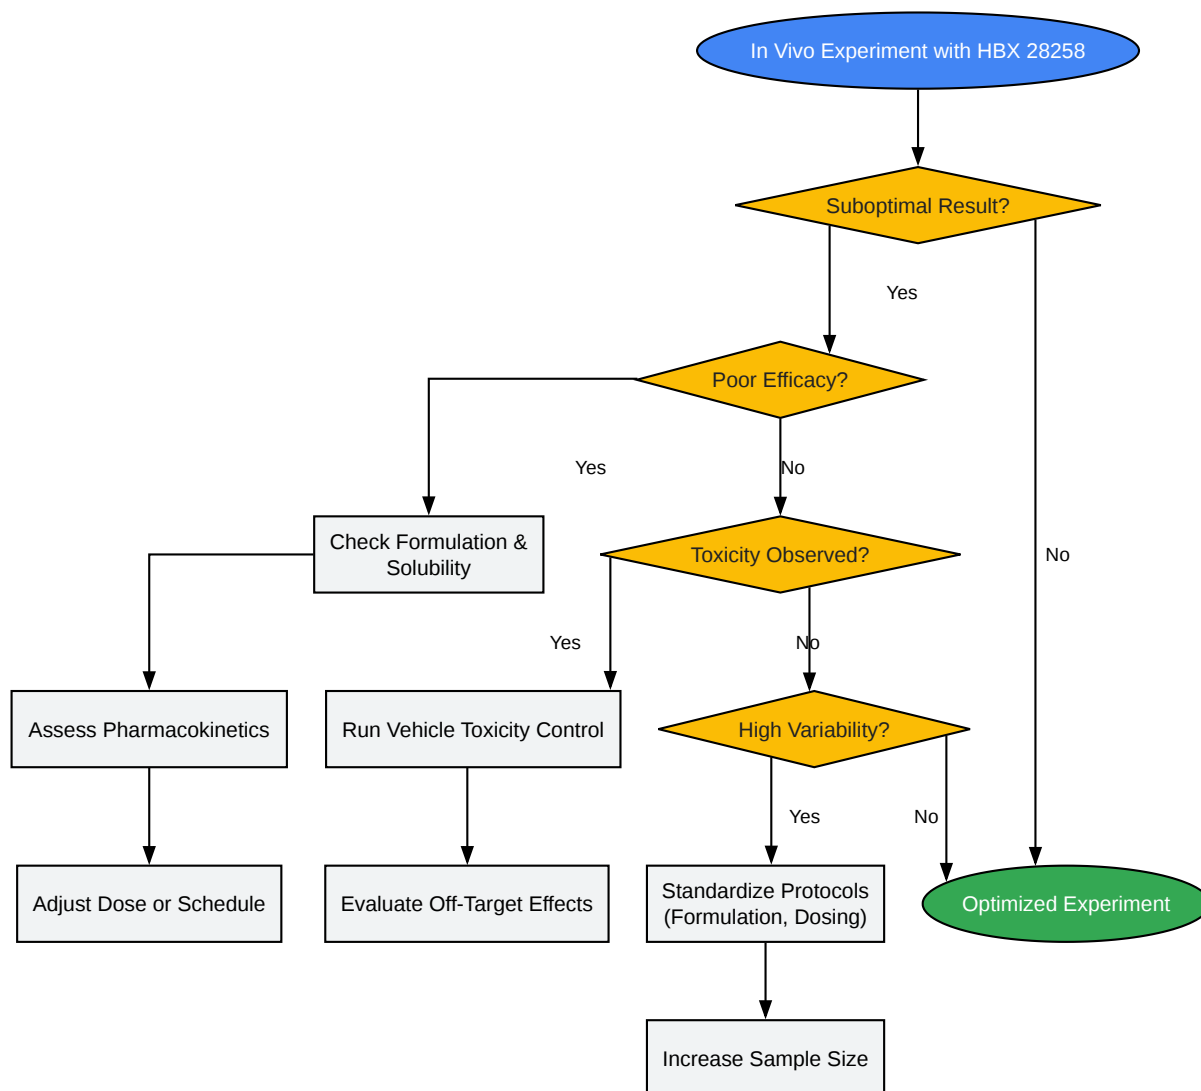 In Vivo Experiment with HBX 28258
Suboptimal Result?
Yes
Poor Efficacy?
Yes
No
Check Formulation &
Solubility
Toxicity Observed?
No
Yes
No
Assess Pharmacokinetics
Run Vehicle Toxicity Control
High Variability?
Yes
No
Adjust Dose or Schedule
Evaluate Off-Target Effects
Standardize Protocols
(Formulation, Dosing)
Optimized Experiment
Increase Sample Size